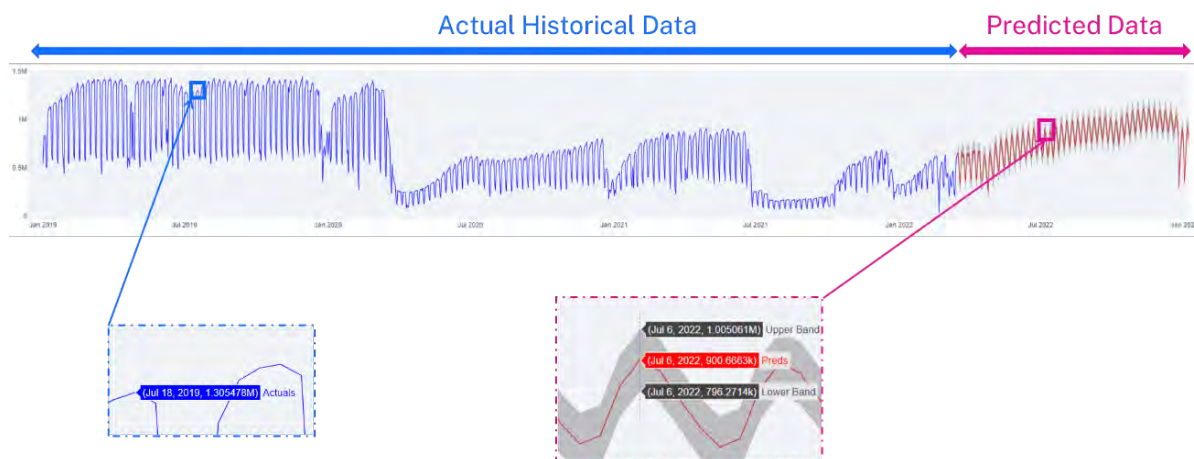 Actual Historical Data
Predicted Data
1.5M
1M
0.5M
0
Jan 2019
Jul 2019
Jan 2020
Jul 2020
Jan 2021
Jul 2021
Jan 2022
Jul 2022
(Jul 18, 2019, 1.305478M) Actuals
(Jul 6, 2022, 1.005061M) Upper Band
(Jul 6, 2022, 900.6663k) Preds
(Jul 6, 2022, 796.2714k) Lower Band